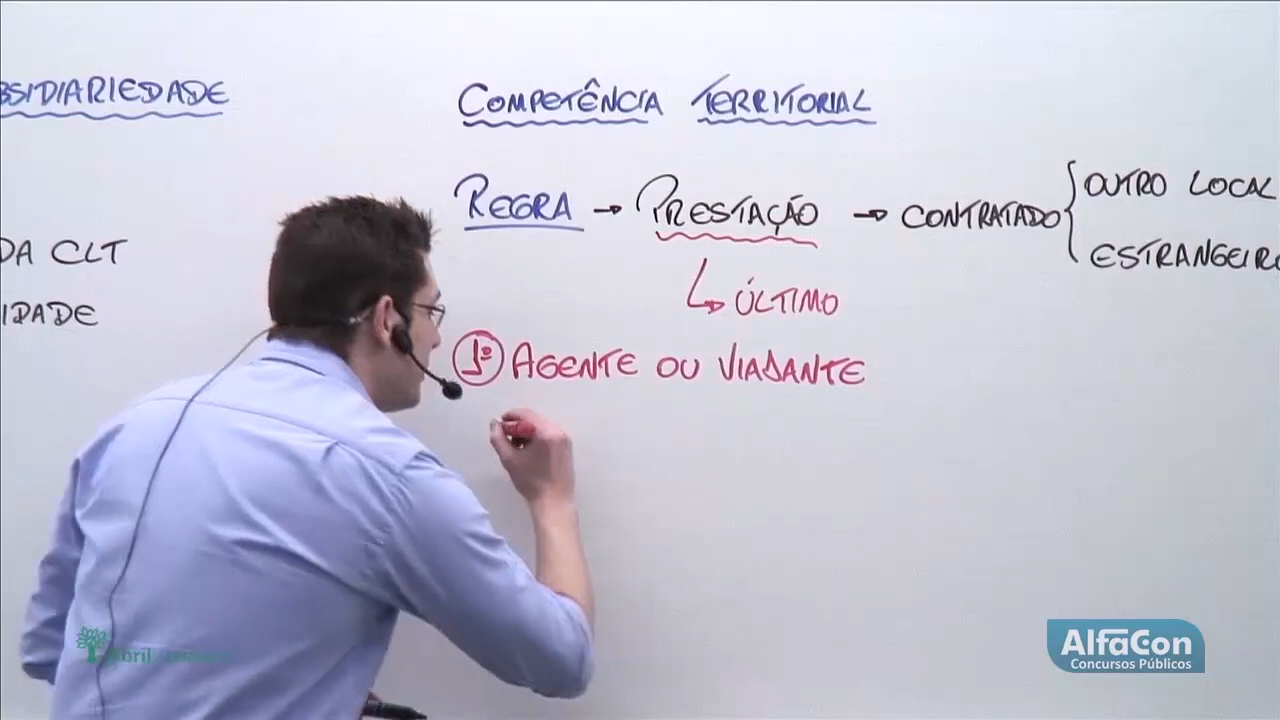 BSIDIARIEDADE
DA CLT
IDADE
COMPETÊNCIA TERRITORIAL
REGRA → PRESTAÇÃO → CONTRATADO { OUTRO LOCAL
ESTRANGEIRO
↳ ÚLTIMO
1º AGENTE OU VIAJANTE
AlfaCon
Concursos Públicos